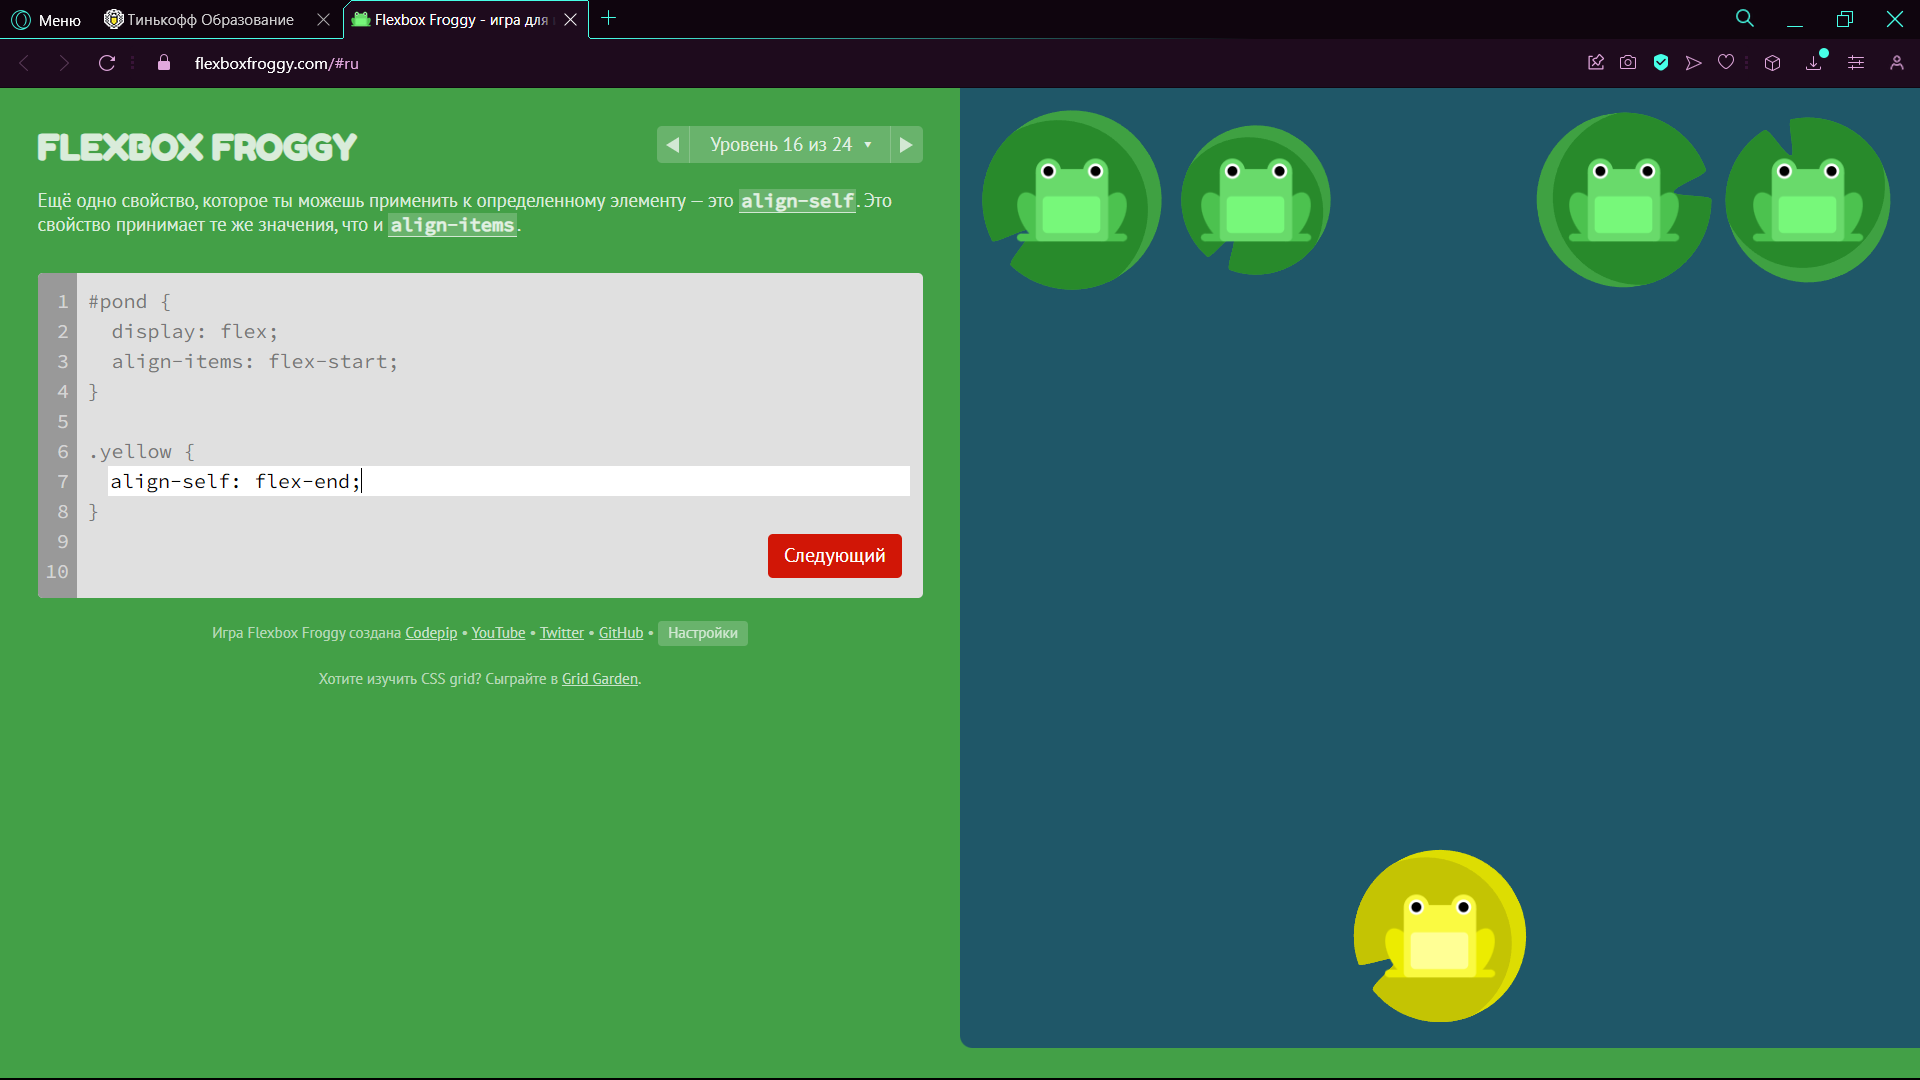 Меню
Тинькофф Образование
Flexbox Froggy - игра для
flexboxfroggy.com/#ru
FLEXBOX FROGGY
Уровень 16 из 24
Ещё одно свойство, которое ты можешь применить к определенному элементу — это align-self. Это
свойство принимает те же значения, что и align-items.
1 #pond {
2 display: flex;
3 align-items: flex-start;
4 }
5
6 .yellow {
7 align-self: flex-end;
8 }
9
10
Следующий
Игра Flexbox Froggy создана Codepip • YouTube • Twitter • GitHub • Настройки
Хотите изучить CSS grid? Сыграйте в Grid Garden.